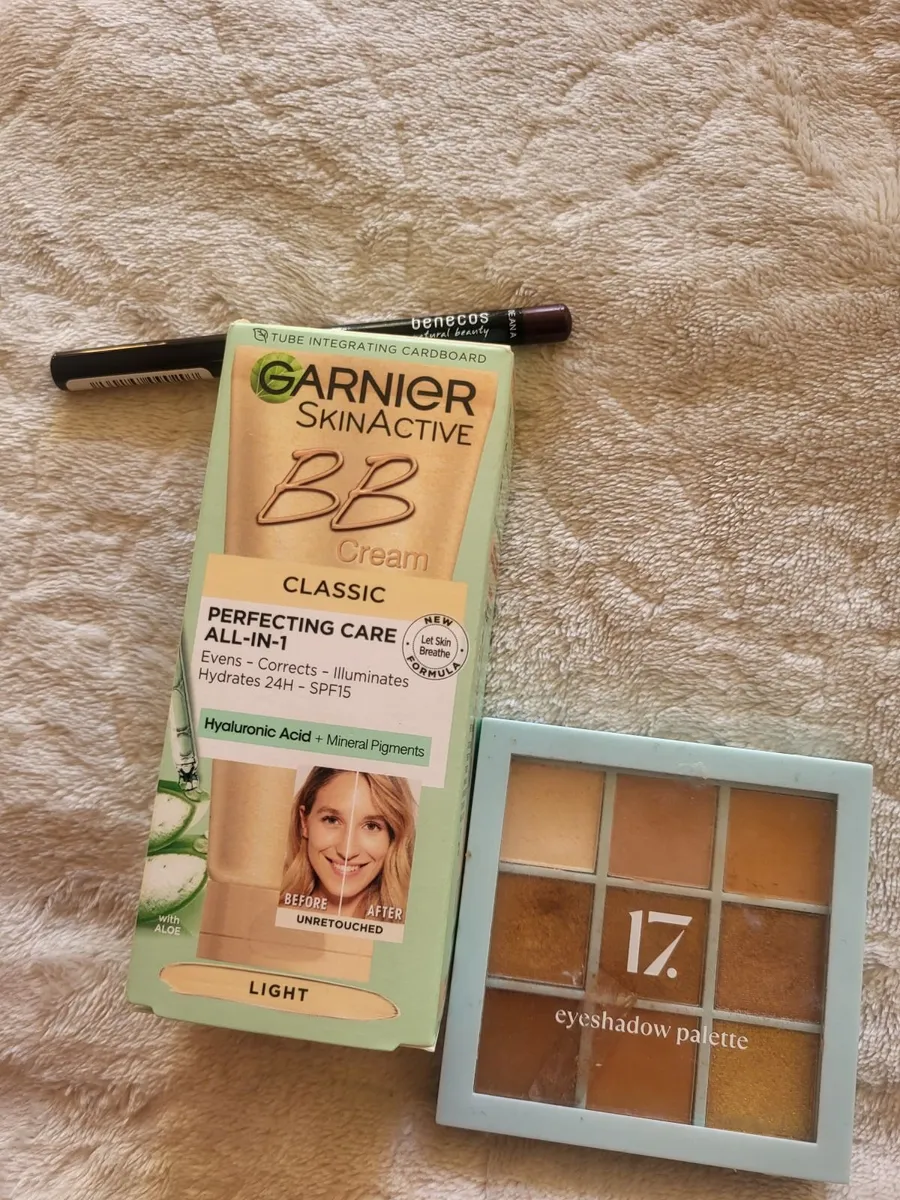 benecos
natural beauty
TUBE INTEGRATING CARDBOARD
GARNIER
SKINACTIVE
BB
Cream
CLASSIC
PERFECTING CARE
ALL-IN-1
Evens - Corrects - Illuminates
Hydrates 24H - SPF15
NEW
Let Skin
Breathe
FORMULA
Hyaluronic Acid + Mineral Pigments
BEFORE
AFTER
UNRETOUCHED
with
ALOE
LIGHT
17.
eyeshadow palette